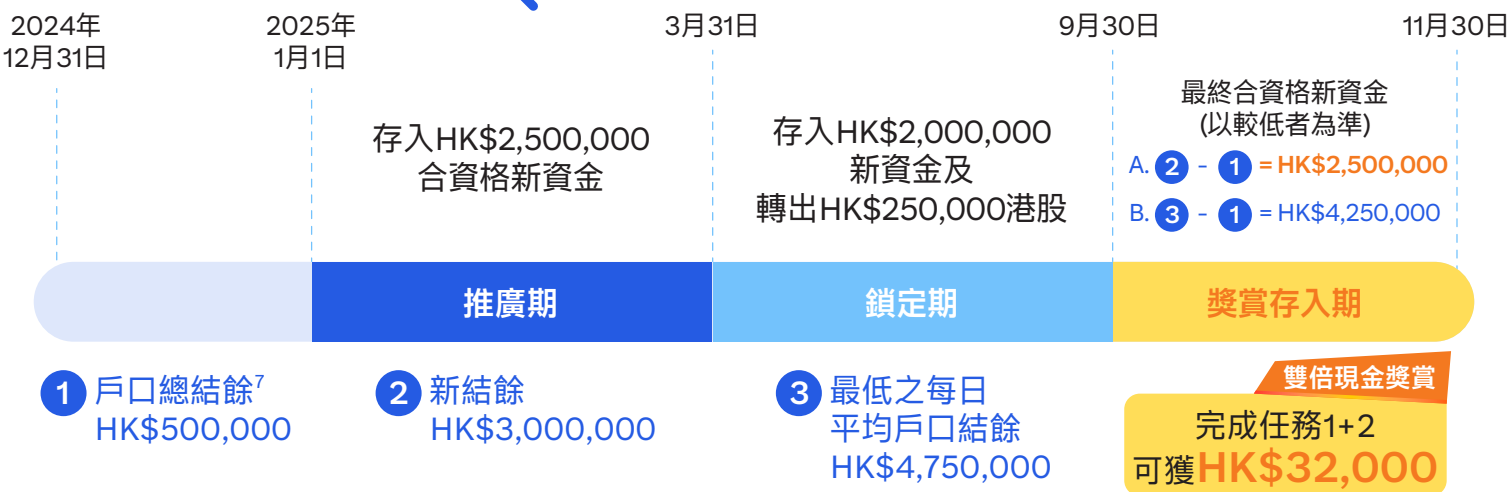 2024年
12月31日
2025年
1月1日
3月31日
9月30日
11月30日
存入HK$2,500,000
合資格新資金
存入HK$2,000,000
新資金及
轉出HK$250,000港股
最終合資格新資金
(以較低者為準)
A. 2 - 1 = HK$2,500,000
B. 3 - 1 = HK$4,250,000
推廣期
鎖定期
獎賞存入期
1 戶口總結餘7
HK$500,000
2 新結餘
HK$3,000,000
3 最低之每日
平均戶口結餘
HK$4,750,000
雙倍現金獎賞
完成任務1+2
可獲HK$32,000